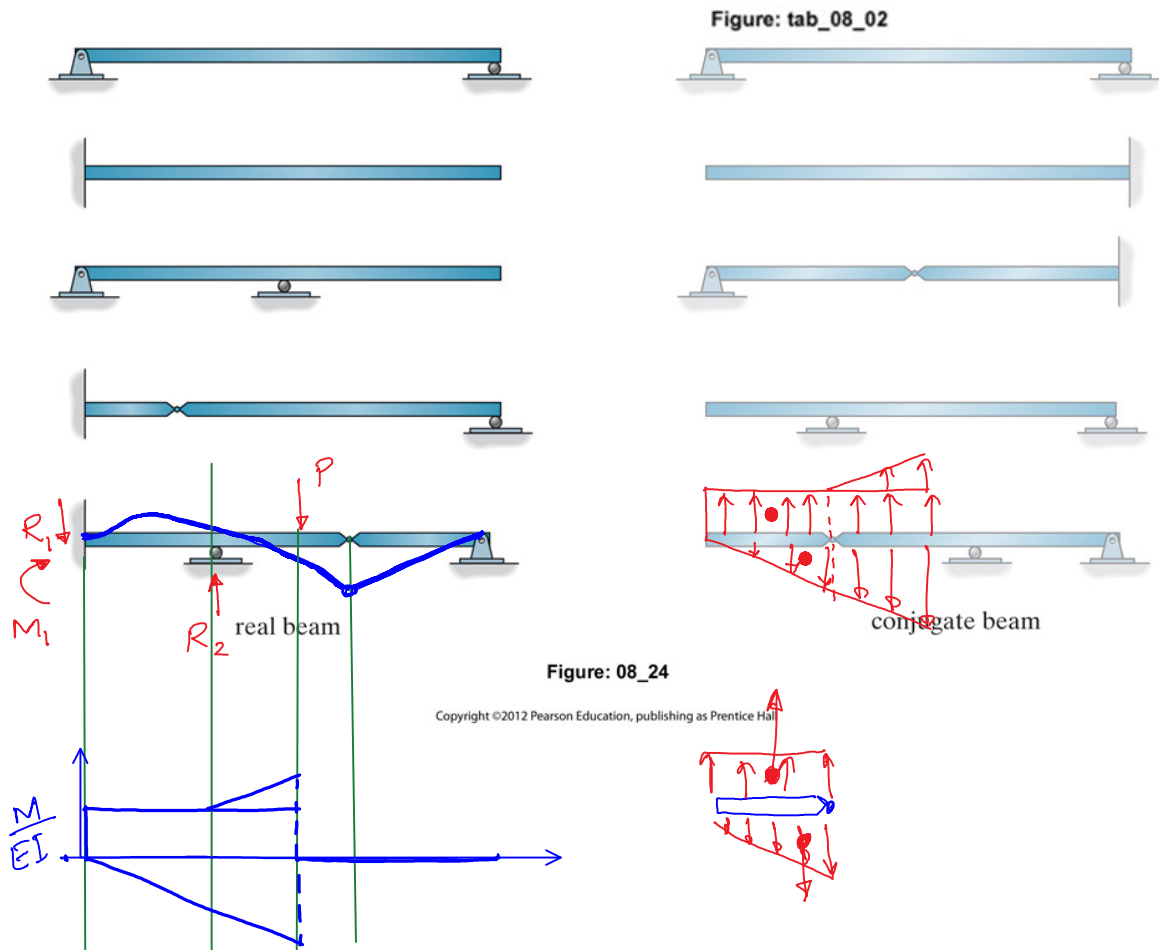 Figure: tab_08_02
P
R₁
M₁
R₂
real beam
conjugate beam
Figure: 08_24
Copyright ©2012 Pearson Education, publishing as Prentice Hall
M
EI